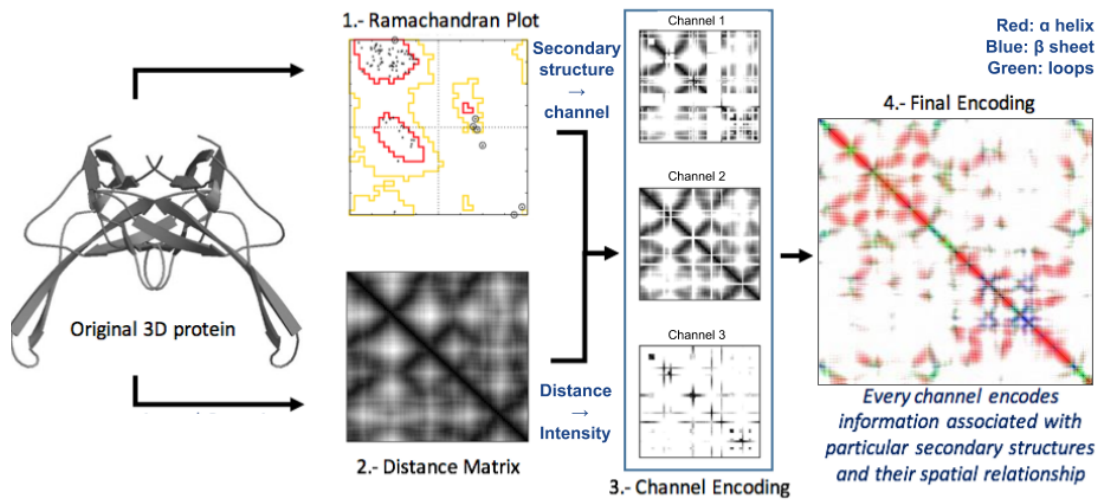 1.- Ramachandran Plot
Secondary
structure
→
channel
Original 3D protein
2.- Distance Matrix
Distance
→
Intensity
Channel 1
Channel 2
Channel 3
3.- Channel Encoding
Red: α helix
Blue: β sheet
Green: loops
4.- Final Encoding
Every channel encodes
information associated with
particular secondary structures
and their spatial relationship